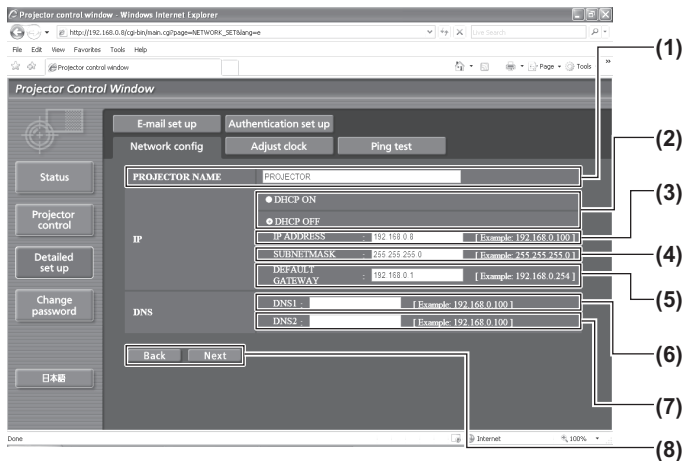 Projector control window - Windows Internet Explorer
http://192.168.0.8/cgi-bin/main.cgi?page=NETWORK_SET&lang=e
Live Search
File Edit View Favorites Tools Help
Projector control window
Page Tools »
Projector Control Window
E-mail set up Authentication set up
Network config Adjust clock Ping test
Status
Projector control
Detailed set up
Change password
日本語
PROJECTOR NAME PROJECTOR
IP
DHCP ON
DHCP OFF
IP ADDRESS : 192.168.0.8 [ Example: 192.168.0.100 ]
SUBNETMASK : 255.255.255.0 [ Example: 255.255.255.0 ]
DEFAULT GATEWAY : 192.168.0.1 [ Example: 192.168.0.254 ]
DNS
DNS1 : [ Example: 192.168.0.100 ]
DNS2 : [ Example: 192.168.0.100 ]
Back Next
Done Internet 100%
(1)
(2)
(3)
(4)
(5)
(6)
(7)
(8)